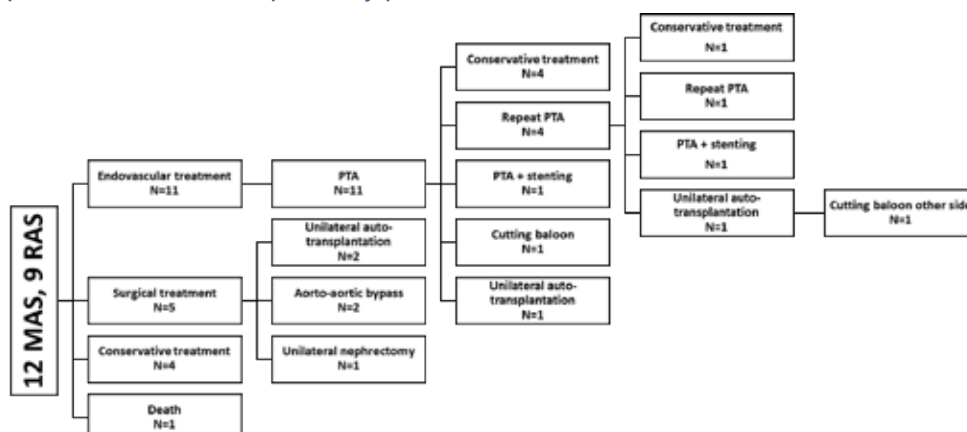 12 MAS, 9 RAS
Endovascular treatment
N=11
Surgical treatment
N=5
Conservative treatment
N=4
Death
N=1
PTA
N=11
Unilateral auto-
transplantation
N=2
Aorto-aortic bypass
N=2
Unilateral nephrectomy
N=1
Conservative treatment
N=4
Repeat PTA
N=4
PTA + stenting
N=1
Cutting baloon
N=1
Unilateral auto-
transplantation
N=1
Conservative treatment
N=1
Repeat PTA
N=1
PTA + stenting
N=1
Unilateral auto-
transplantation
N=1
Cutting baloon other side
N=1